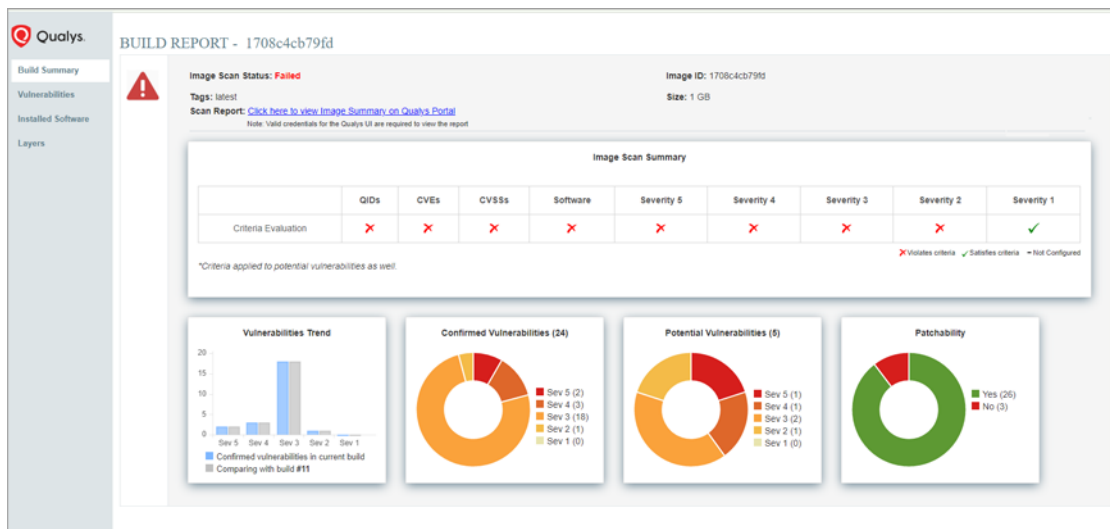 Qualys.
BUILD REPORT - 1708c4cb79fd
Build Summary
Vulnerabilities
Installed Software
Layers
Image Scan Status: Failed
Image ID: 1708c4cb79fd
Tags: latest
Size: 1 GB
Scan Report: Click here to view Image Summary on Qualys Portal
Note: Valid credentials for the Qualys UI are required to view the report
Image Scan Summary
QIDs CVEs CVSSs Software Severity 5 Severity 4 Severity 3 Severity 2 Severity 1
Criteria Evaluation ✗ ✗ ✗ ✗ ✗ ✗ ✗ ✗ ✓
✗Violates criteria ✓Satisfies criteria - Not Configured
*Criteria applied to potential vulnerabilities as well.
Vulnerabilities Trend
20
15
10
5
0
Sev 5 Sev 4 Sev 3 Sev 2 Sev 1
Confirmed vulnerabilities in current build
Comparing with build #11
Confirmed Vulnerabilities (24)
Sev 5 (2)
Sev 4 (3)
Sev 3 (18)
Sev 2 (1)
Sev 1 (0)
Potential Vulnerabilities (5)
Sev 5 (1)
Sev 4 (1)
Sev 3 (2)
Sev 2 (1)
Sev 1 (0)
Patchability
Yes (26)
No (3)